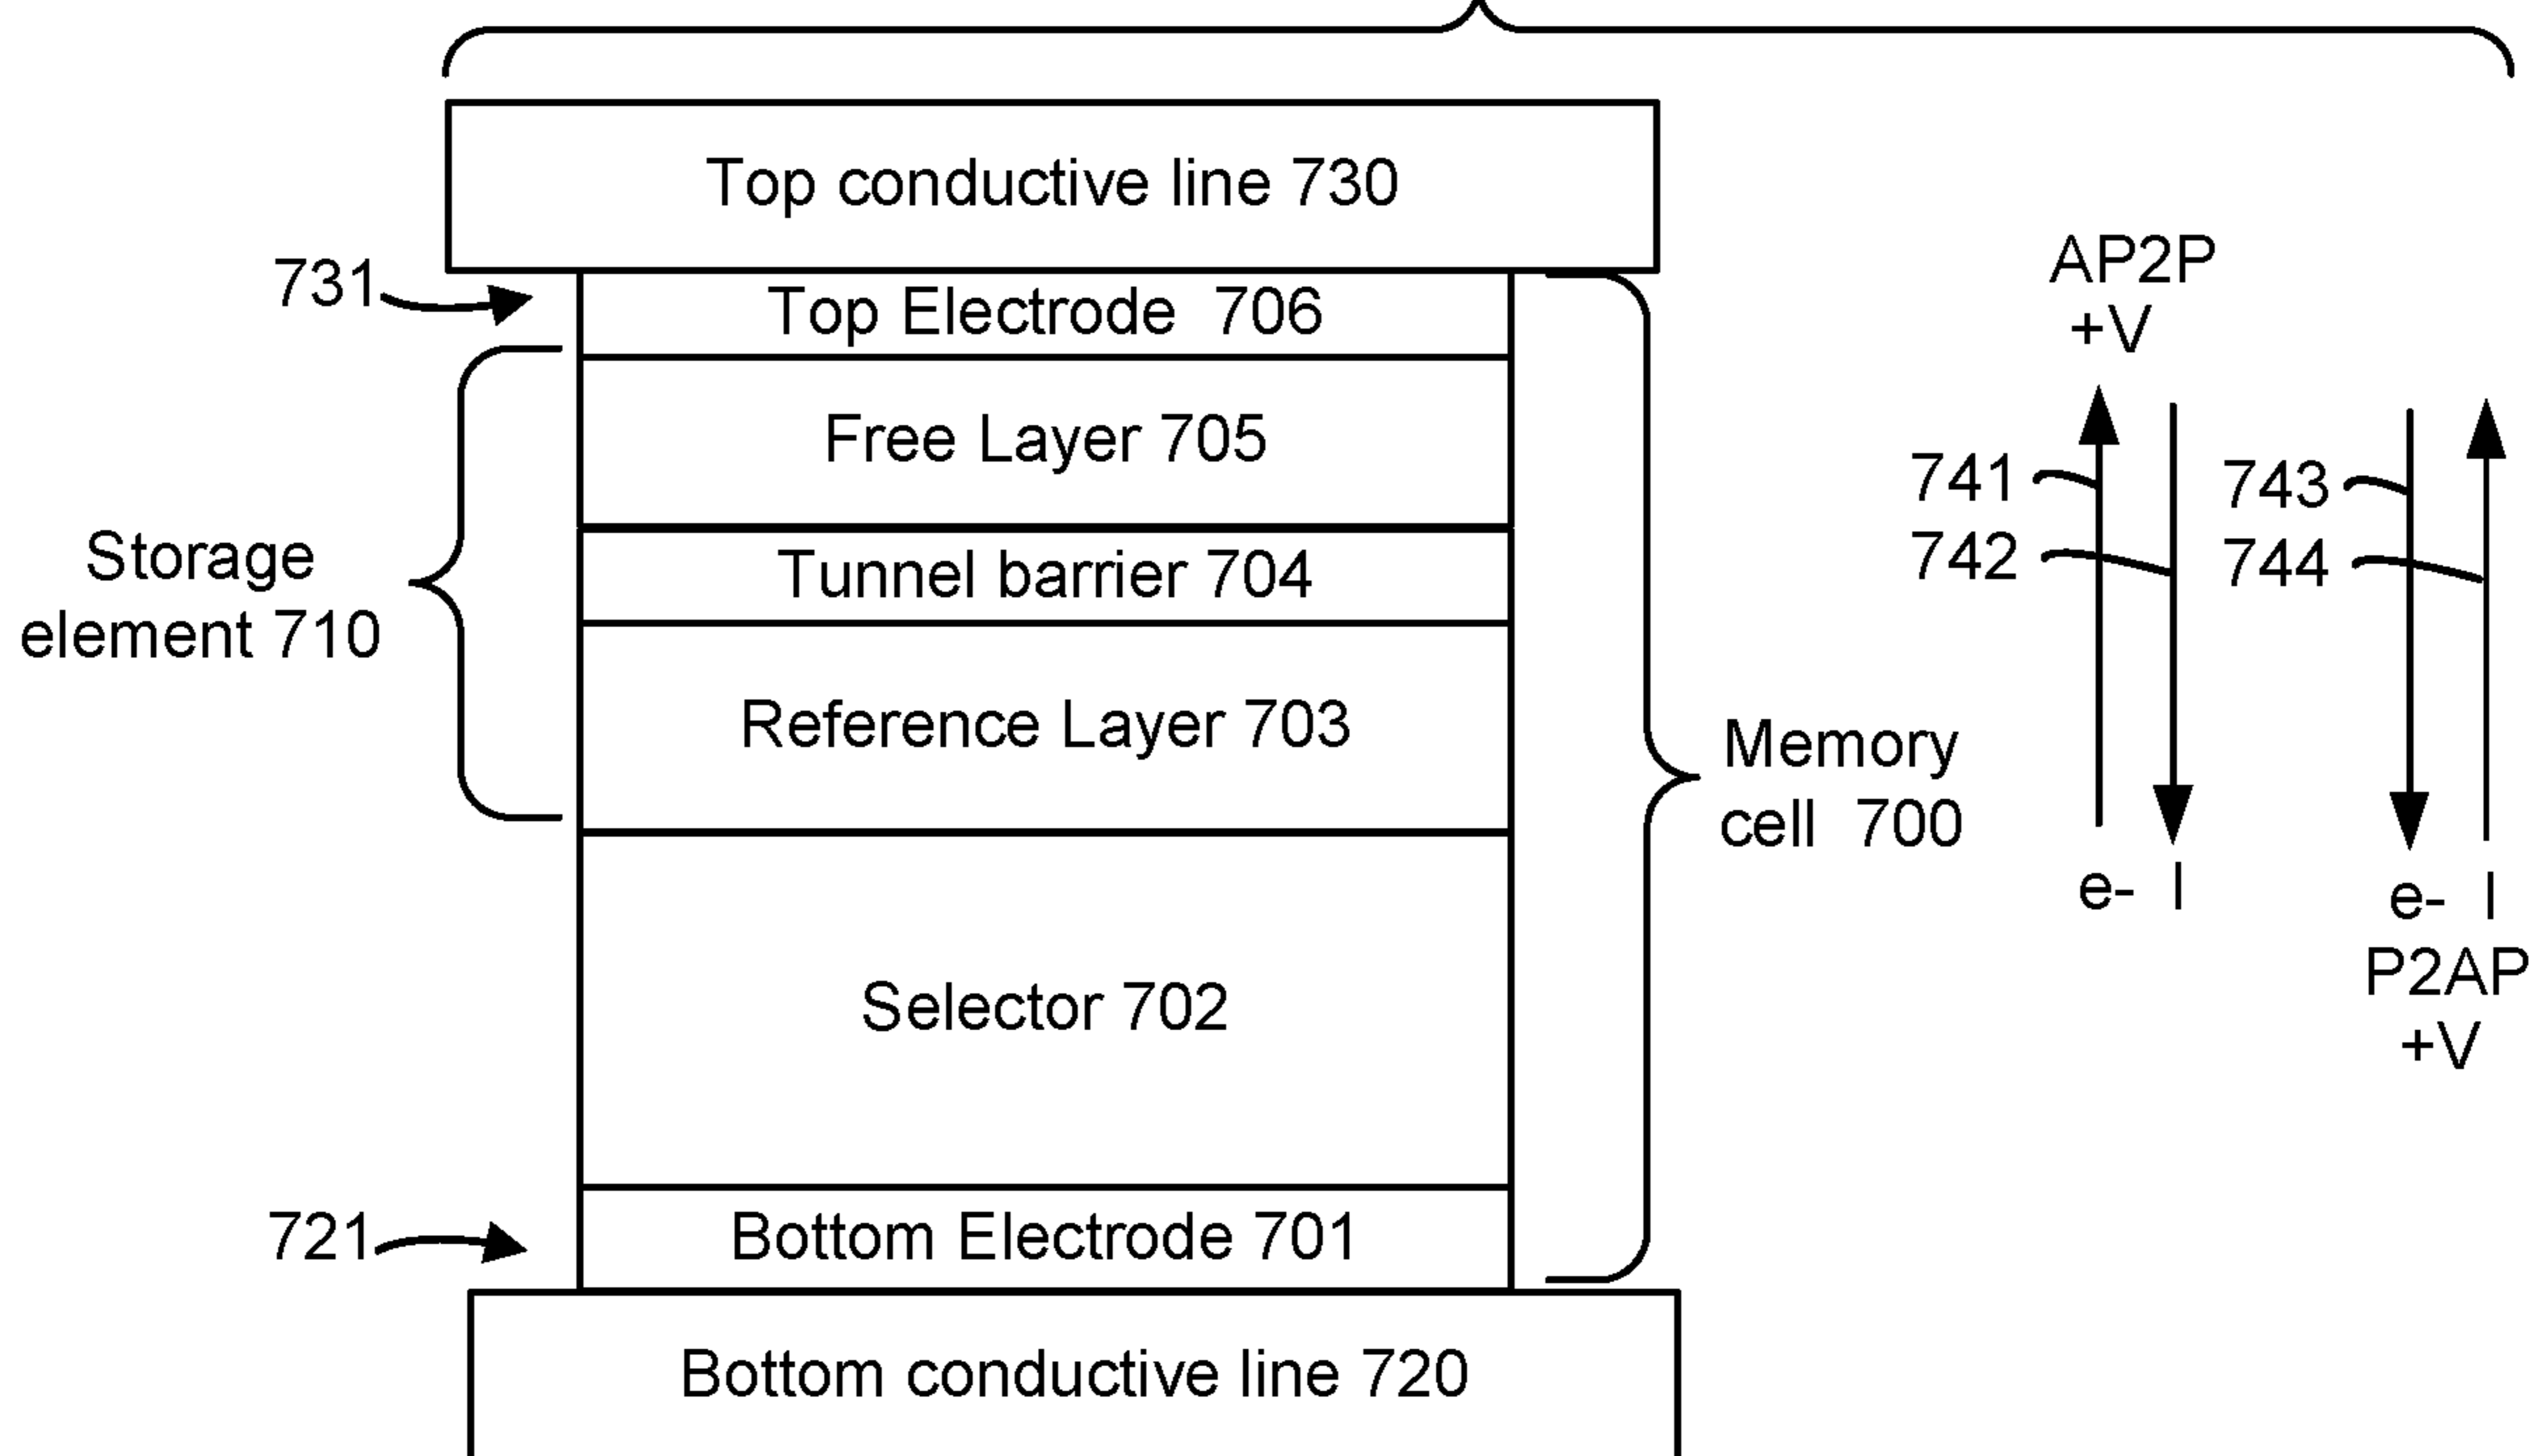 Top conductive line 730
731
Top Electrode 706
Free Layer 705
Storage
element 710
Tunnel barrier 704
Reference Layer 703
Memory
cell 700
Selector 702
721
Bottom Electrode 701
Bottom conductive line 720
AP2P
+V
741
742
743
744
e- I
e- I
P2AP
+V